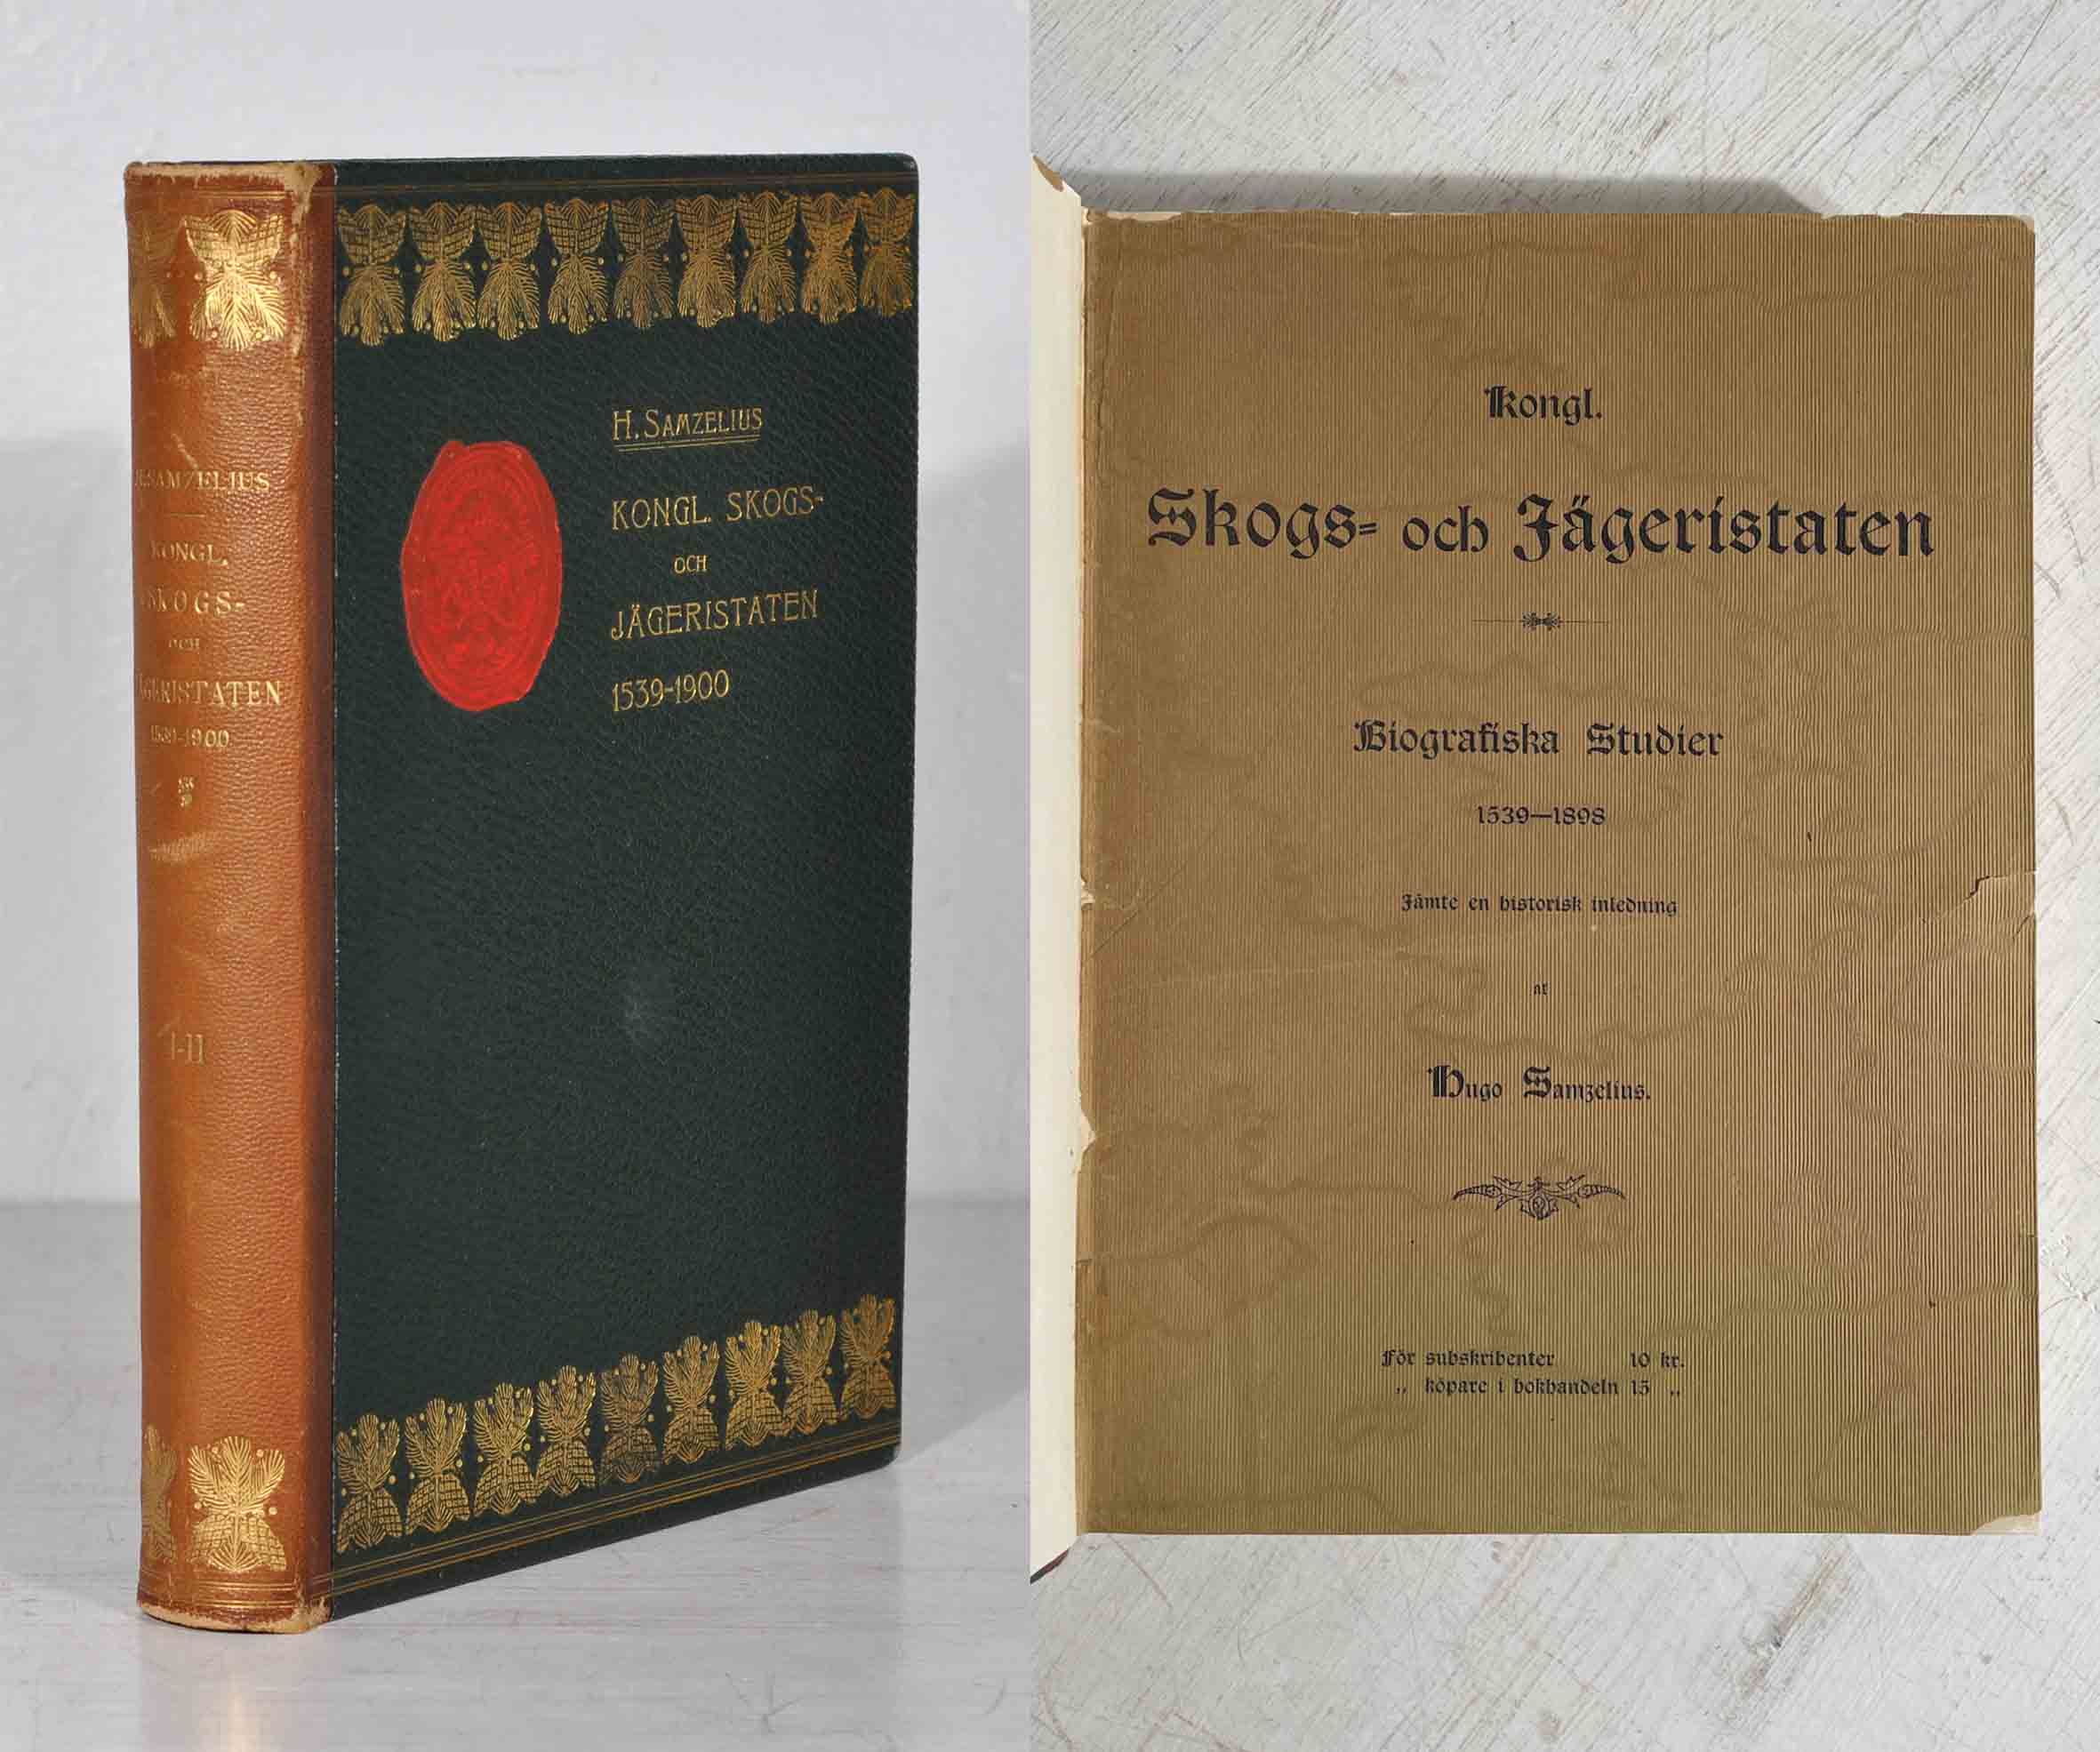 H. SAMZELIUS
KONGL.
SKOGS-
OCH
JÄGERISTATEN
1539-1900
I-II
H. SAMZELIUS
KONGL. SKOGS-
OCH
JÄGERISTATEN
1539-1900
Kongl.
Skogs- och Jägeristaten
Biografiska Studier
1539—1898
Jämte en historisk inledning
af
Hugo Samzelius.
För subskribenter 10 kr.
„ köpare i bokhandeln 15 „